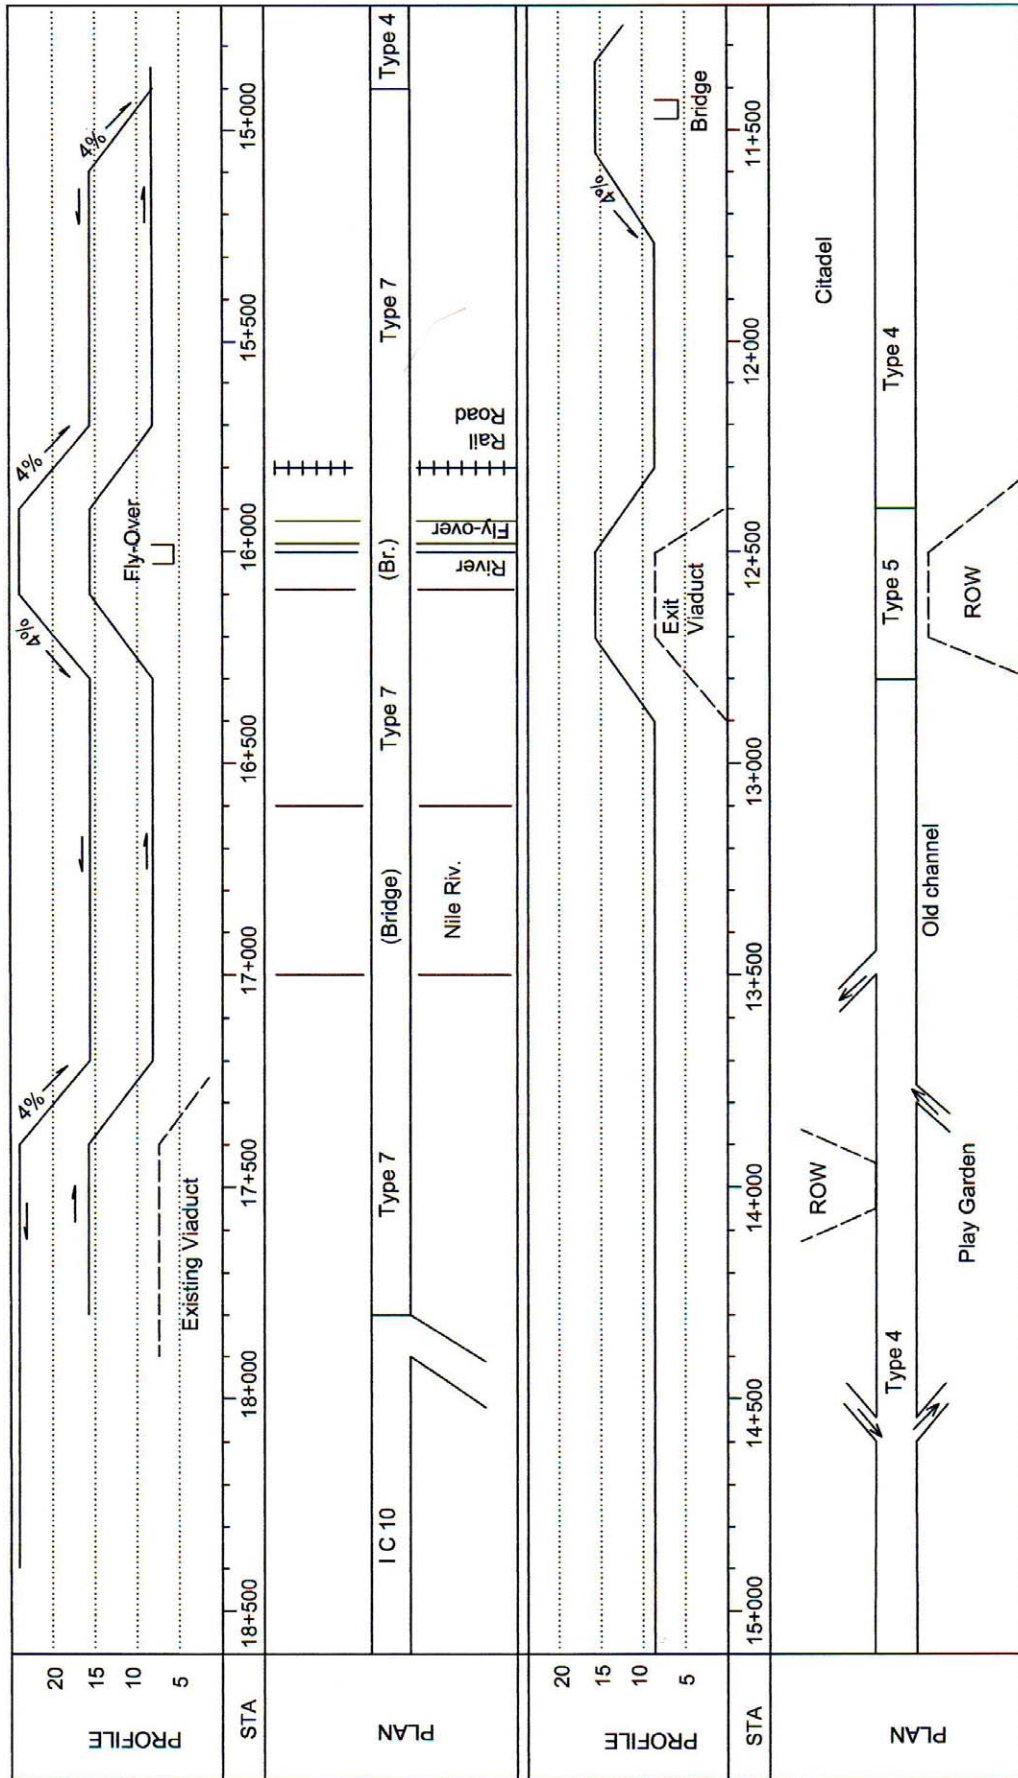 PROFILE
20
15
10
5
4%
4%
4%
4%
Existing Viaduct
Fly-Over
STA
18+500
18+000
17+500
17+000
16+500
16+000
15+500
15+000
PLAN
I C 10
Type 7
(Bridge)
Type 7
(Br.)
Type 7
Type 4
Nile Riv.
River
Fly-over
Rail
Road
PROFILE
20
15
10
5
4%
Exit
Viaduct
Bridge
STA
15+000
14+500
14+000
13+500
13+000
12+500
12+000
11+500
PLAN
ROW
Citadel
Type 4
Type 5
Type 4
Play Garden
Old channel
ROW